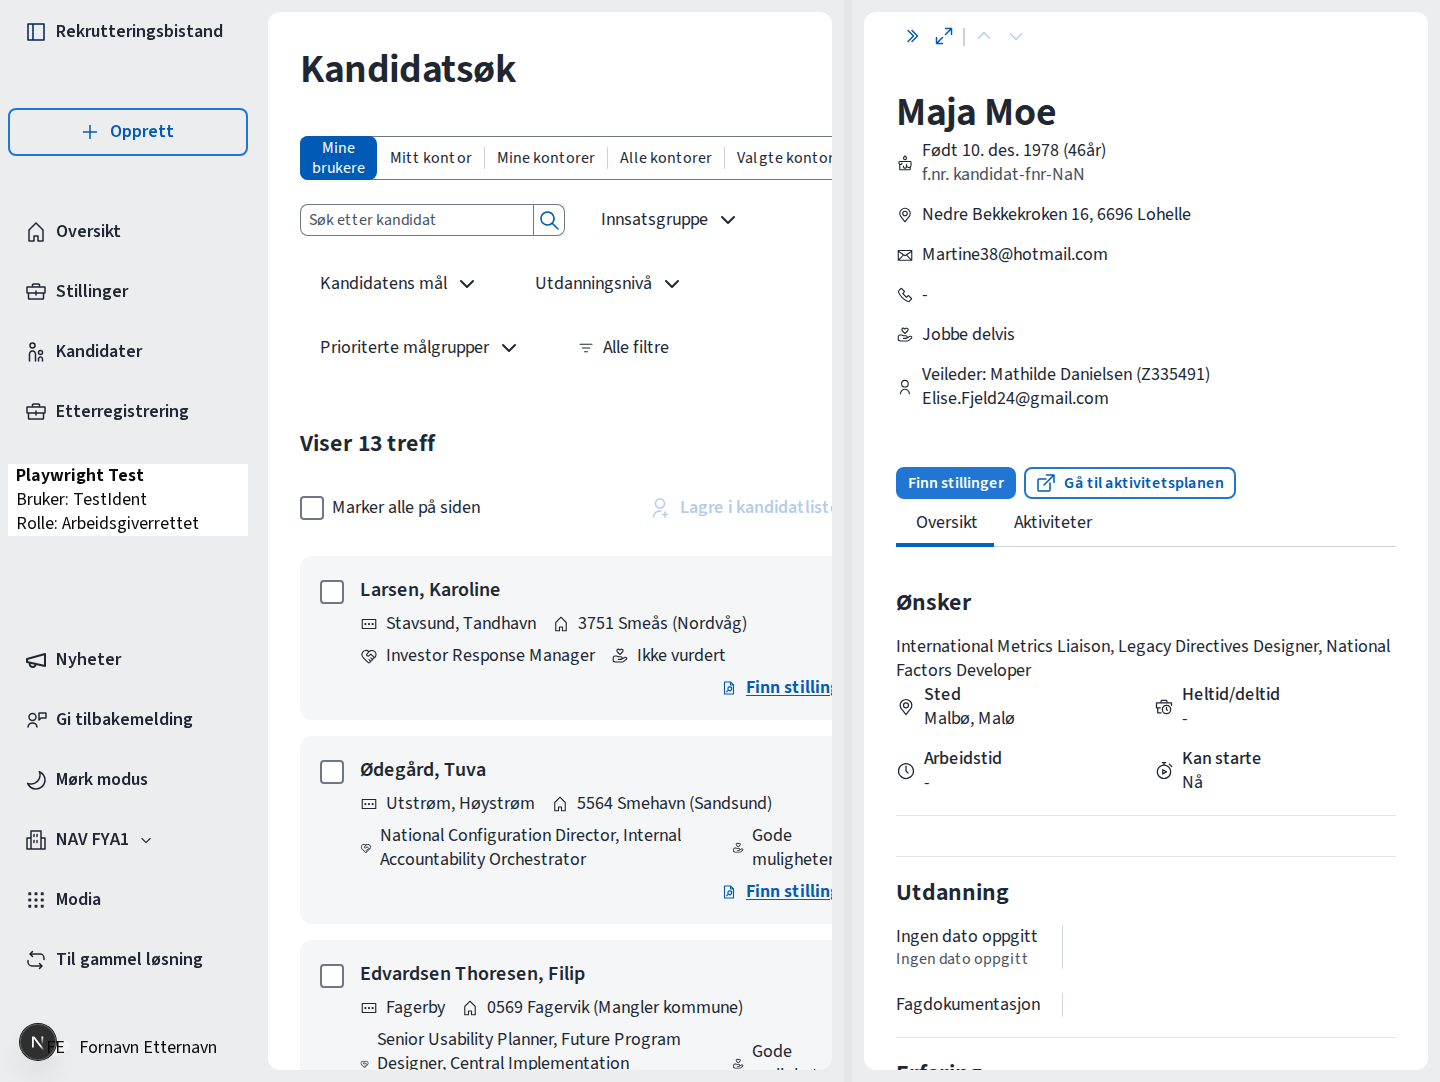 Rekrutteringsbistand
Opprett
Oversikt
Stillinger
Kandidater
Etterregistrering
Playwright Test
Bruker: TestIdent
Rolle: Arbeidsgiverrettet
Nyheter
Gi tilbakemelding
Mørk modus
NAV FYA1
Modia
Til gammel løsning
N
FE
Fornavn Etternavn
Kandidatsøk
Mine
brukere
Mitt kontor
Mine kontorer
Alle kontorer
Valgte kontor
Søk etter kandidat
Innsatsgruppe
Kandidatens mål
Utdanningsnivå
Prioriterte målgrupper
Alle filtre
Viser 13 treff
Marker alle på siden
Lagre i kandidatliste
Larsen, Karoline
Stavsund, Tandhavn
3751 Smeås (Nordvåg)
Investor Response Manager
Ikke vurdert
Finn stilling
Ødegård, Tuva
Utstrøm, Høystrøm
5564 Smehavn (Sandsund)
National Configuration Director, Internal
Accountability Orchestrator
Gode
muligheter
Finn stilling
Edvardsen Thoresen, Filip
Fagerby
0569 Fagervik (Mangler kommune)
Senior Usability Planner, Future Program
Designer, Central Implementation
Gode
Maja Moe
Født 10. des. 1978 (46år)
f.nr. kandidat-fnr-NaN
Nedre Bekkekroken 16, 6696 Lohelle
Martine38@hotmail.com
-
Jobbe delvis
Veileder: Mathilde Danielsen (Z335491)
Elise.Fjeld24@gmail.com
Finn stillinger
Gå til aktivitetsplanen
Oversikt
Aktiviteter
Ønsker
International Metrics Liaison, Legacy Directives Designer, National
Factors Developer
Sted
Malbø, Malø
Heltid/deltid
-
Arbeidstid
-
Kan starte
Nå
Utdanning
Ingen dato oppgitt
Ingen dato oppgitt
Fagdokumentasjon